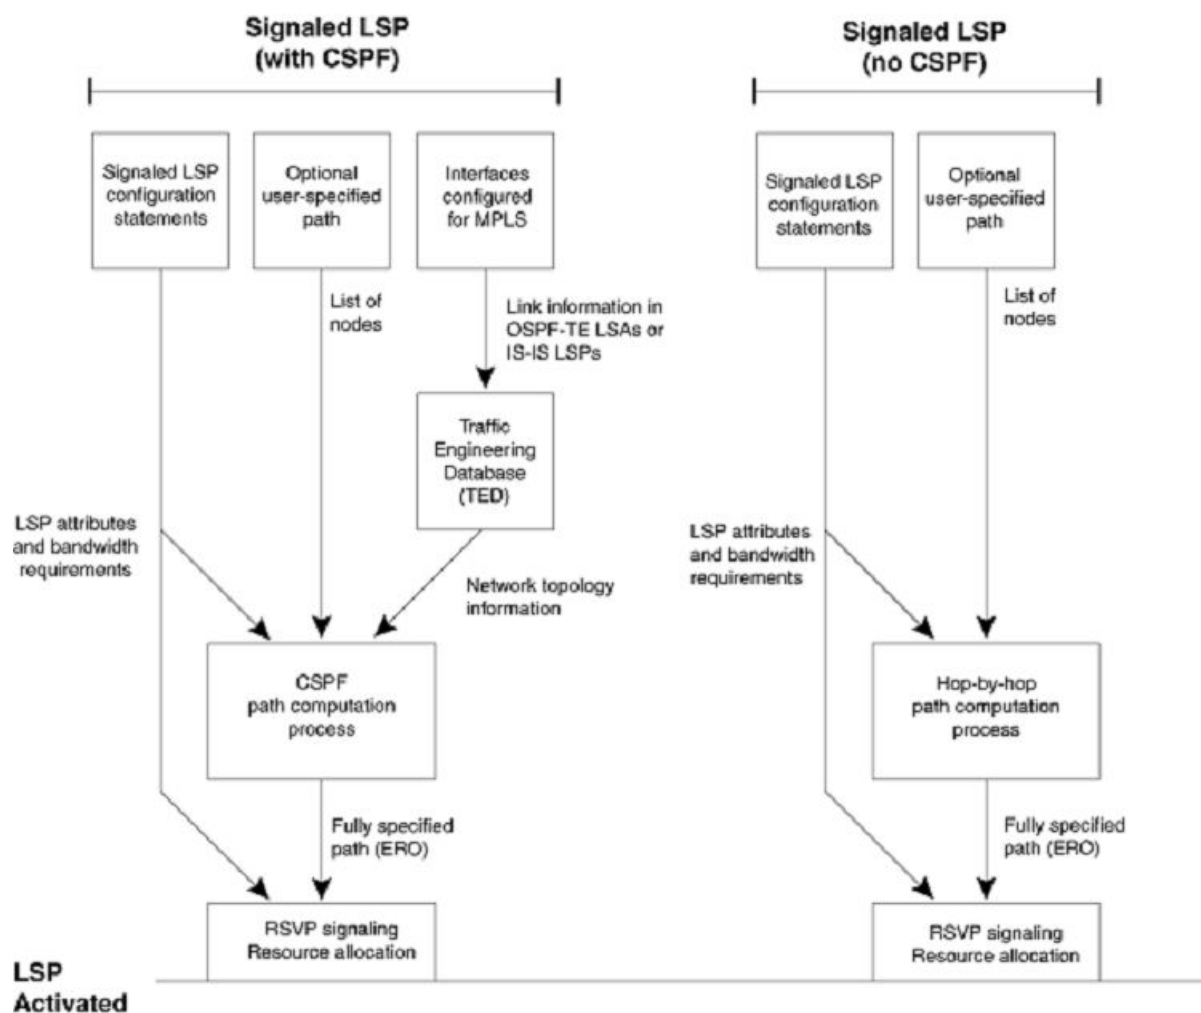 Signaled LSP
(with CSPF)
Signaled LSP
(no CSPF)
Signaled LSP
configuration
statements
Optional
user-specified
path
Interfaces
configured
for MPLS
Signaled LSP
configuration
statements
Optional
user-specified
path
List of
nodes
Link information in
OSPF-TE LSAs or
IS-IS LSPs
List of
nodes
Traffic
Engineering
Database
(TED)
LSP attributes
and bandwidth
requirements
Network topology
information
LSP attributes
and bandwidth
requirements
CSPF
path computation
process
Hop-by-hop
path computation
process
Fully specified
path (ERO)
Fully specified
path (ERO)
RSVP signaling
Resource allocation
RSVP signaling
Resource allocation
LSP
Activated